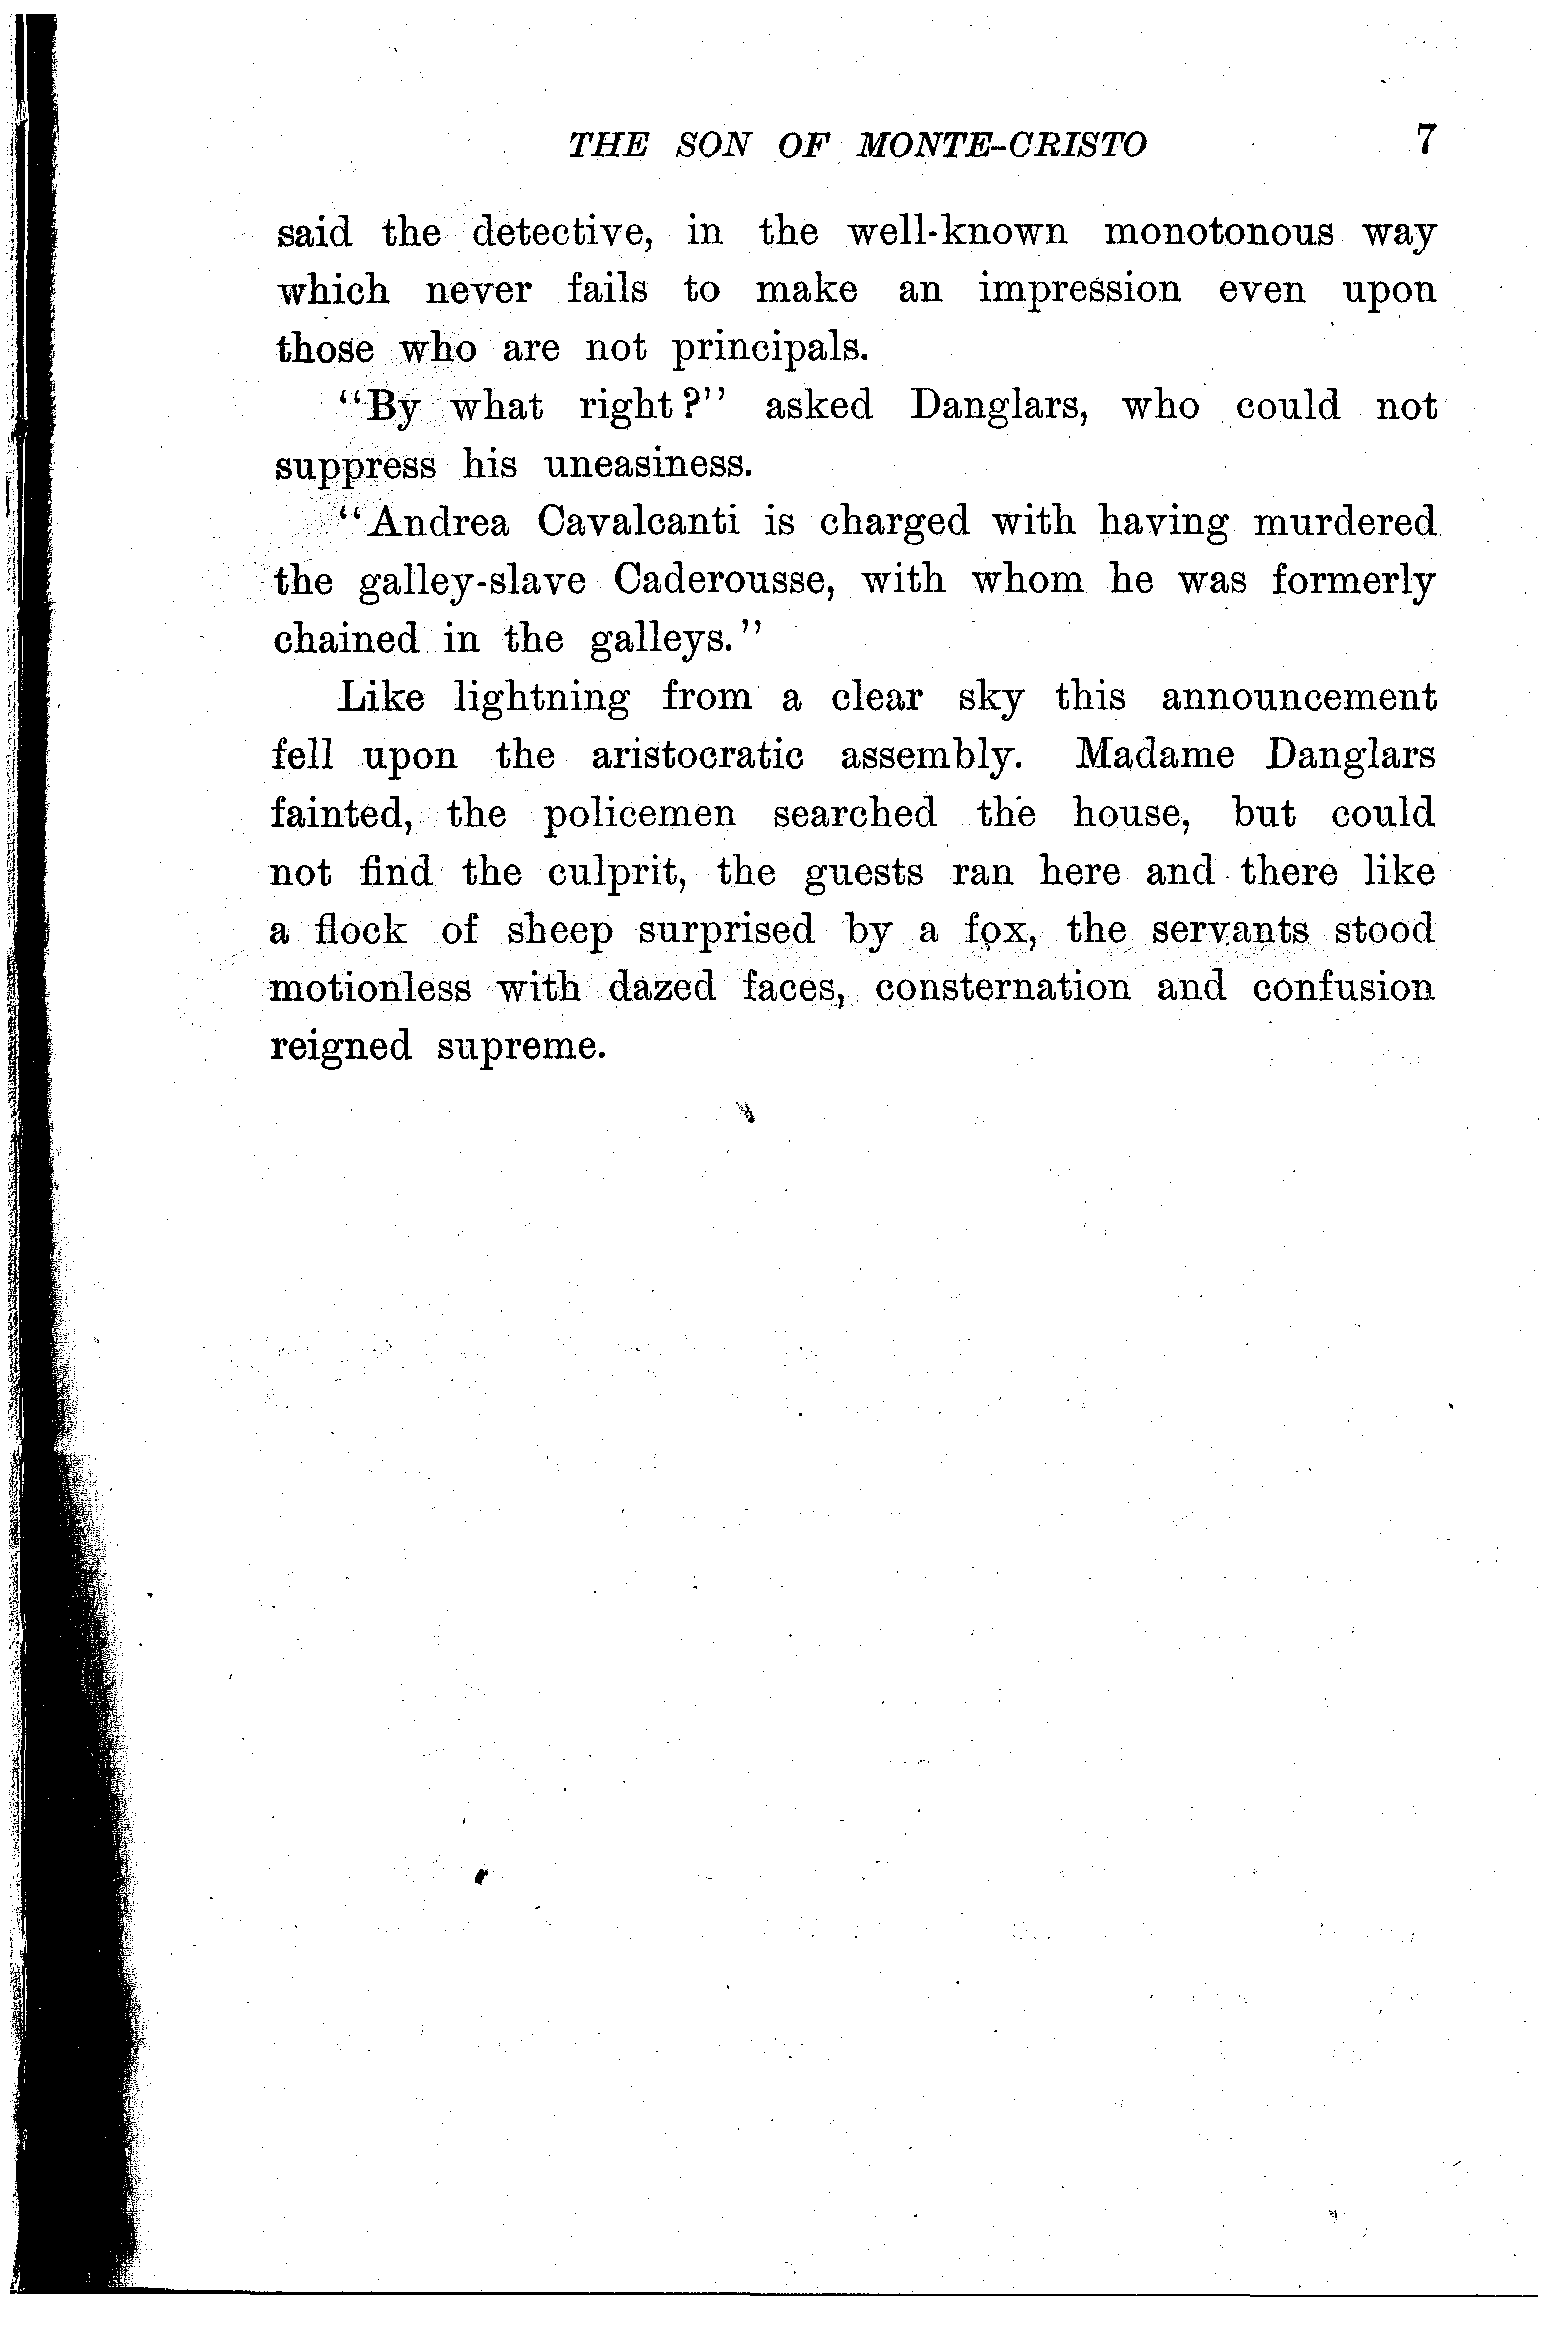 THE SON OF MONTE-CRISTO 7
said the detective, in the well-known monotonous way
which never fails to make an impression even upon
those who are not principals.
"By what right?" asked Danglars, who could not
suppress his uneasiness.
"Andrea Cavalcanti is charged with having murdered
the galley-slave Caderousse, with whom he was formerly
chained in the galleys."
Like lightning from a clear sky this announcement
fell upon the aristocratic assembly. Madame Danglars
fainted, the policemen searched the house, but could
not find the culprit, the guests ran here and there like
a flock of sheep surprised by a fox, the servants stood
motionless with dazed faces, consternation and confusion
reigned supreme.